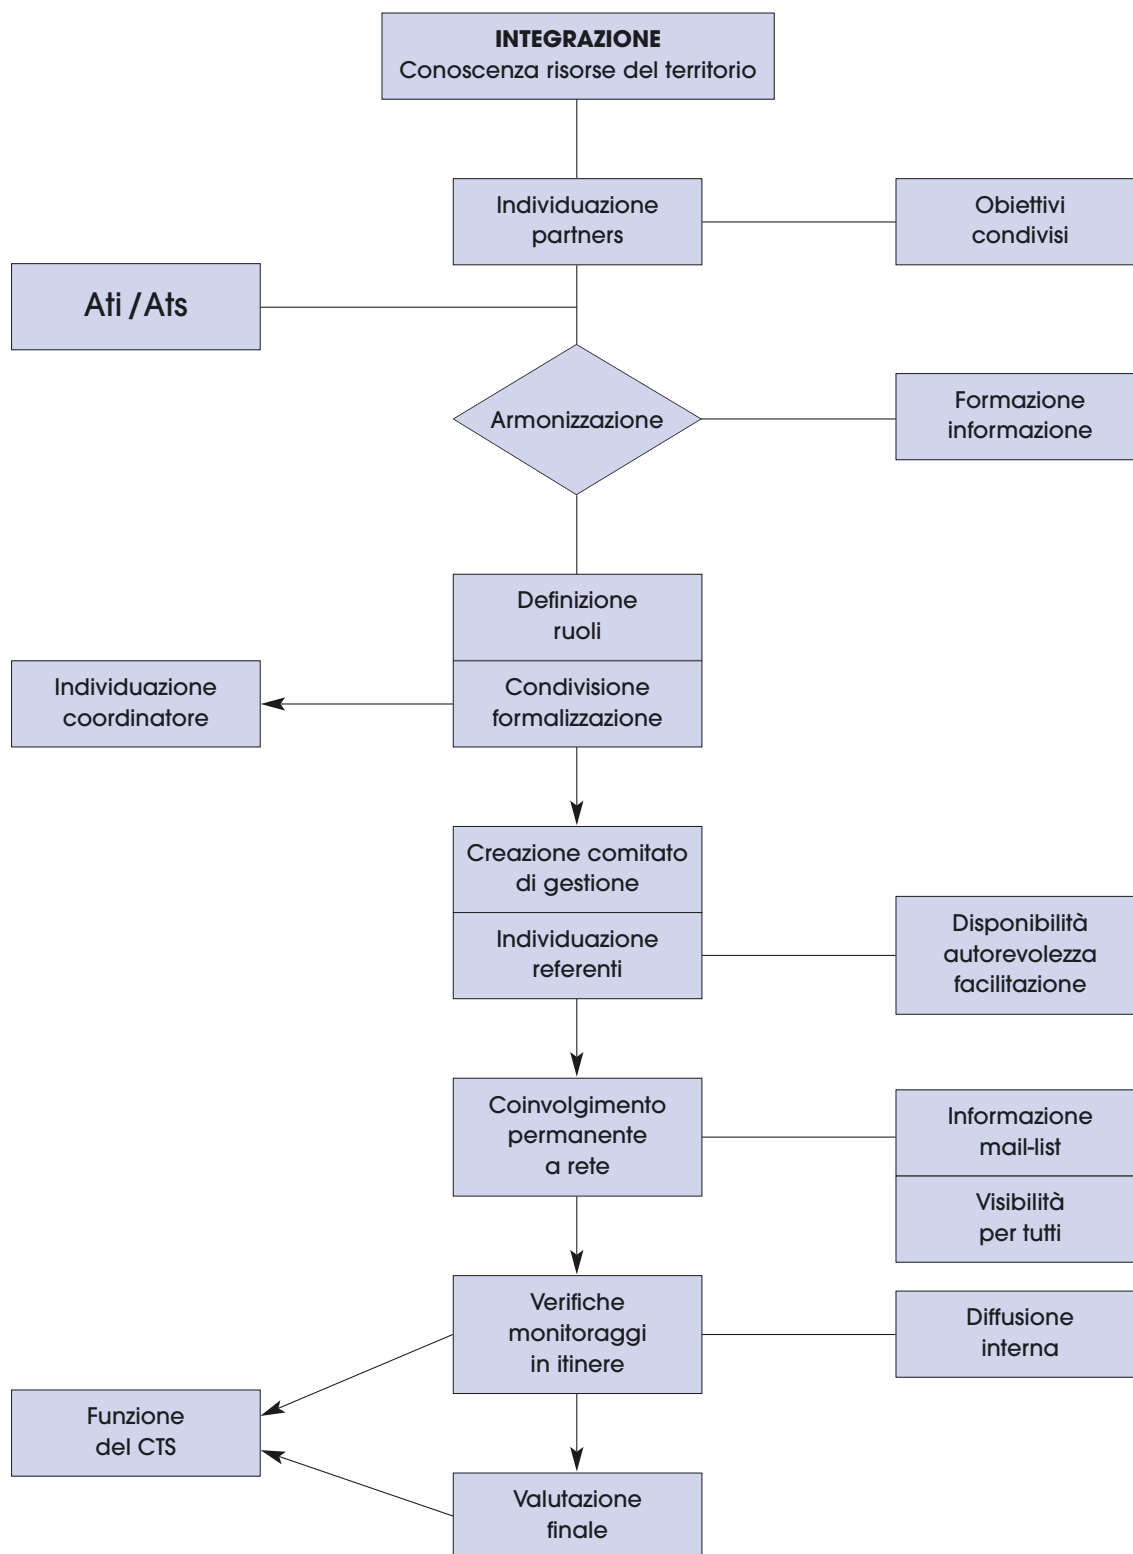 INTEGRAZIONE
Conoscenza risorse del territorio
Individuazione
partners
Obiettivi
condivisi
Ati / Ats
Armonizzazione
Formazione
informazione
Definizione
ruoli
Individuazione
coordinatore
Condivisione
formalizzazione
Creazione comitato
di gestione
Individuazione
referenti
Disponibilità
autorevolezza
facilitazione
Coinvolgimento
permanente
a rete
Informazione
mail-list
Visibilità
per tutti
Verifiche
monitoraggi
in itinere
Diffusione
interna
Funzione
del CTS
Valutazione
finale